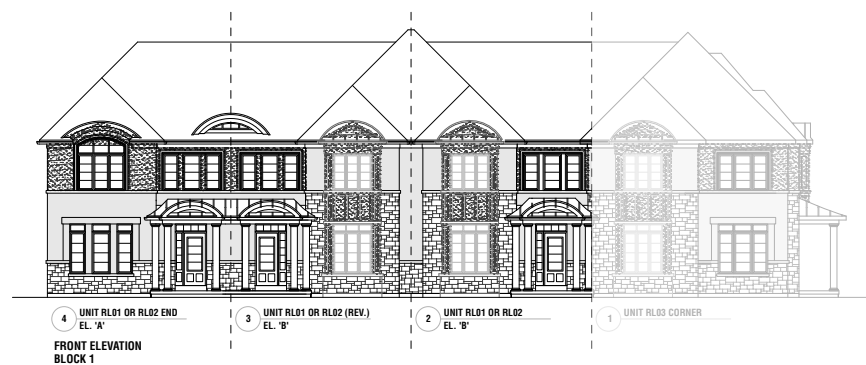 4 UNIT RL01 OR RL02 END
EL. 'A'
3 UNIT RL01 OR RL02 (REV.)
EL. 'B'
2 UNIT RL01 OR RL02
EL. 'B'
1 UNIT RL03 CORNER
FRONT ELEVATION
BLOCK 1